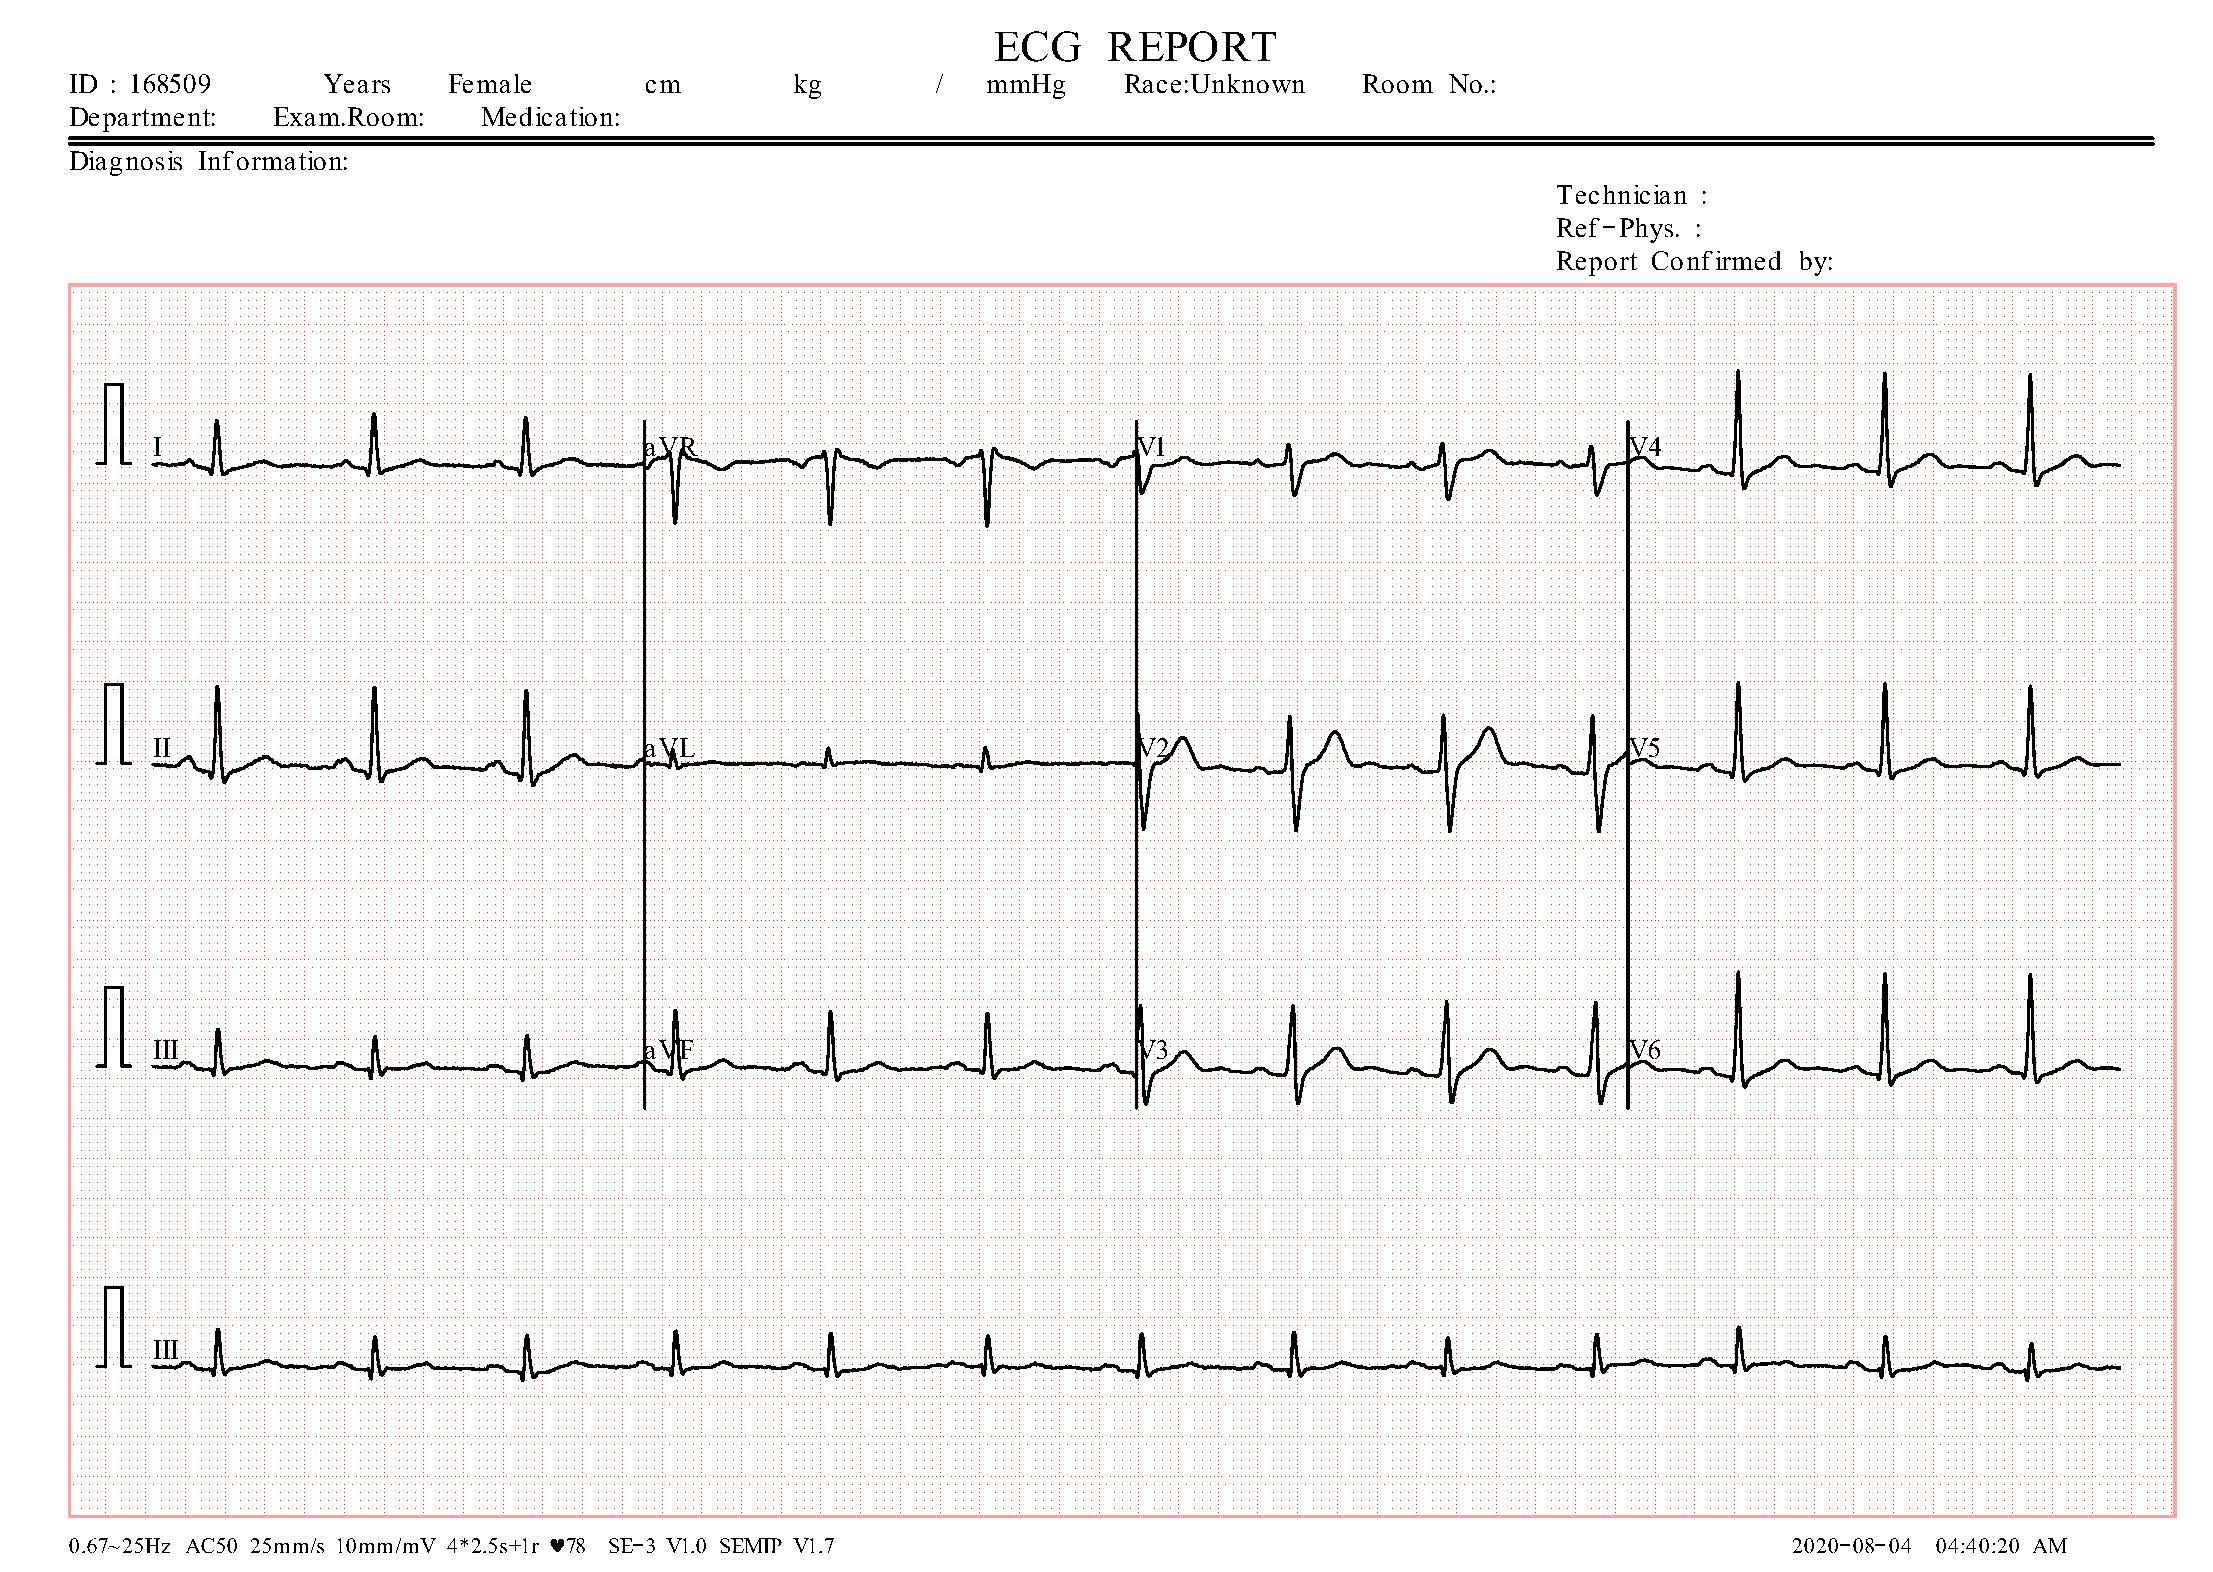 ECG REPORT
ID : 168509 Years Female cm kg / mmHg Race:Unknown Room No.:
Department: Exam.Room: Medication:
Diagnosis Information:
Technician :
Ref-Phys. :
Report Confirmed by:
I aVR V1 V4
II aVL V2 V5
III aVF V3 V6
III
0.67~25Hz AC50 25mm/s 10mm/mV 4*2.5s+1r ♥78 SE-3 V1.0 SEMIP V1.7 2020-08-04 04:40:20 AM